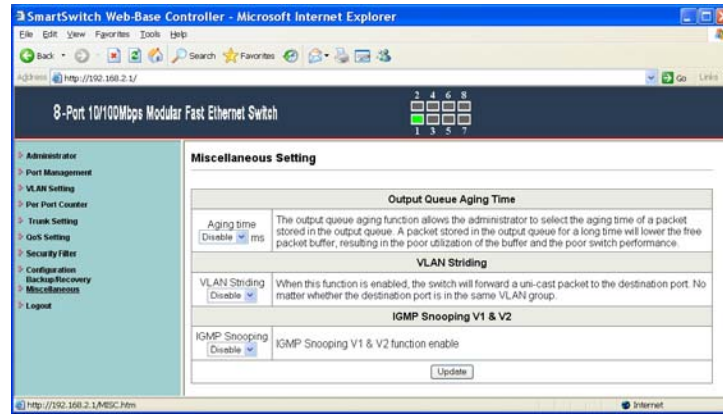 SmartSwitch Web-Base Controller - Microsoft Internet Explorer
File Edit View Favorites Tools Help
Back Search Favorites
Address http://192.168.2.1/ Go Links
8-Port 10/100Mbps Modular Fast Ethernet Switch
2 4 6 8
1 3 5 7
Administrator
Port Management
VLAN Setting
Per Port Counter
Trunk Setting
QoS Setting
Security Filter
Configuration
Backup/Recovery
Miscellaneous
Logout
Miscellaneous Setting
Output Queue Aging Time
Aging time
Disable ms
The output queue aging function allows the administrator to select the aging time of a packet
stored in the output queue. A packet stored in the output queue for a long time will lower the free
packet buffer, resulting in the poor utilization of the buffer and the poor switch performance.
VLAN Striding
VLAN Striding
Disable
When this function is enabled, the switch will forward a uni-cast packet to the destination port. No
matter whether the destination port is in the same VLAN group.
IGMP Snooping V1 & V2
IGMP Snooping
Disable
IGMP Snooping V1 & V2 function enable
Update
http://192.168.2.1/MISC.htm
Internet